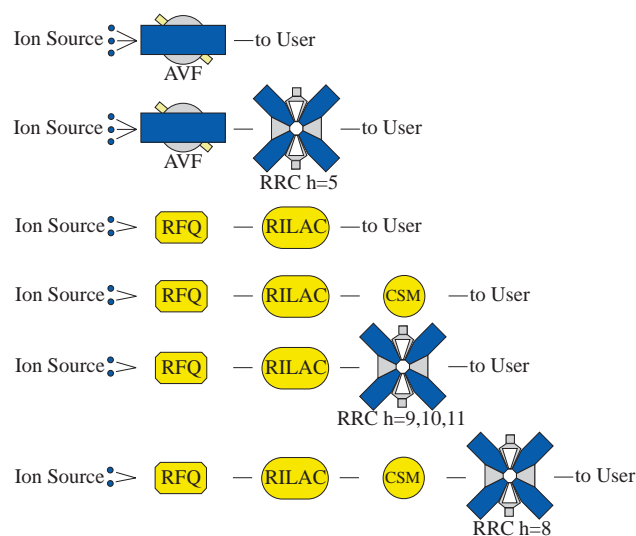 Ion Source — to User
AVF
Ion Source — — to User
AVF
RRC h=5
Ion Source RFQ — RILAC — to User
Ion Source RFQ — RILAC — CSM — to User
Ion Source RFQ — RILAC — — to User
RRC h=9,10,11
Ion Source RFQ — RILAC — CSM — — to User
RRC h=8